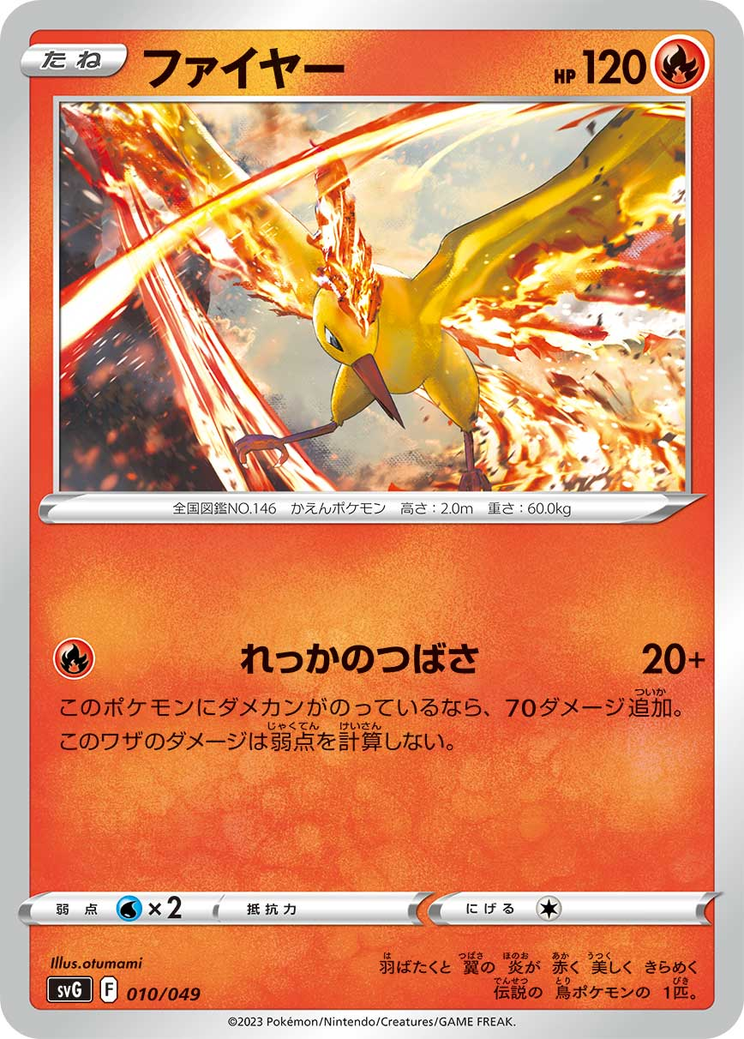 たね ファイヤー HP 120
全国図鑑NO.146 かえんポケモン 高さ:2.0m 重さ:60.0kg
れっかのつばさ 20+
このポケモンにダメカンがのっているなら、70ダメージ追加。
このワザのダメージは弱点を計算しない。
弱点 ×2 抵抗力 にげる
Illus.otumami
羽ばたくと 翼の 炎が 赤く 美しく きらめく
伝説の 鳥ポケモンの 1匹。
svG F 010/049
©2023 Pokémon/Nintendo/Creatures/GAME FREAK.